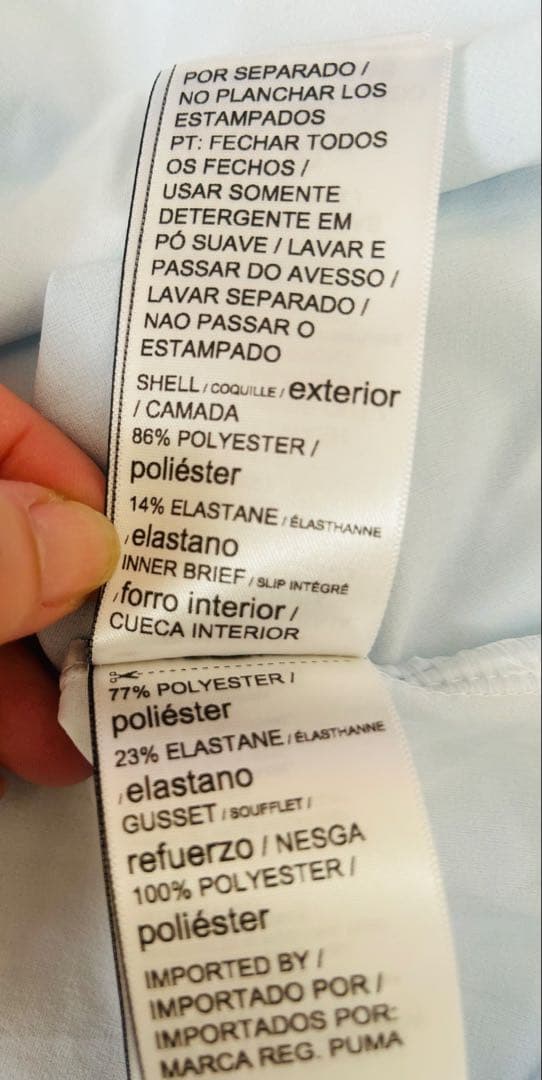 POR SEPARADO /
NO PLANCHAR LOS
ESTAMPADOS
PT: FECHAR TODOS
OS FECHOS /
USAR SOMENTE
DETERGENTE EM
PÓ SUAVE / LAVAR E
PASSAR DO AVESSO /
LAVAR SEPARADO /
NAO PASSAR O
ESTAMPADO
SHELL / COQUILLE / exterior
/ CAMADA
86% POLYESTER /
poliéster
14% ELASTANE / ÉLASTHANNE
/ elastano
INNER BRIEF / SLIP INTÉGRÉ
/ forro interior /
CUECA INTERIOR
77% POLYESTER /
poliéster
23% ELASTANE / ÉLASTHANNE
/ elastano
GUSSET / SOUFFLET /
refuerzo / NESGA
100% POLYESTER /
poliéster
IMPORTED BY /
IMPORTADO POR /
IMPORTADOS POR:
MARCA REG. PUMA